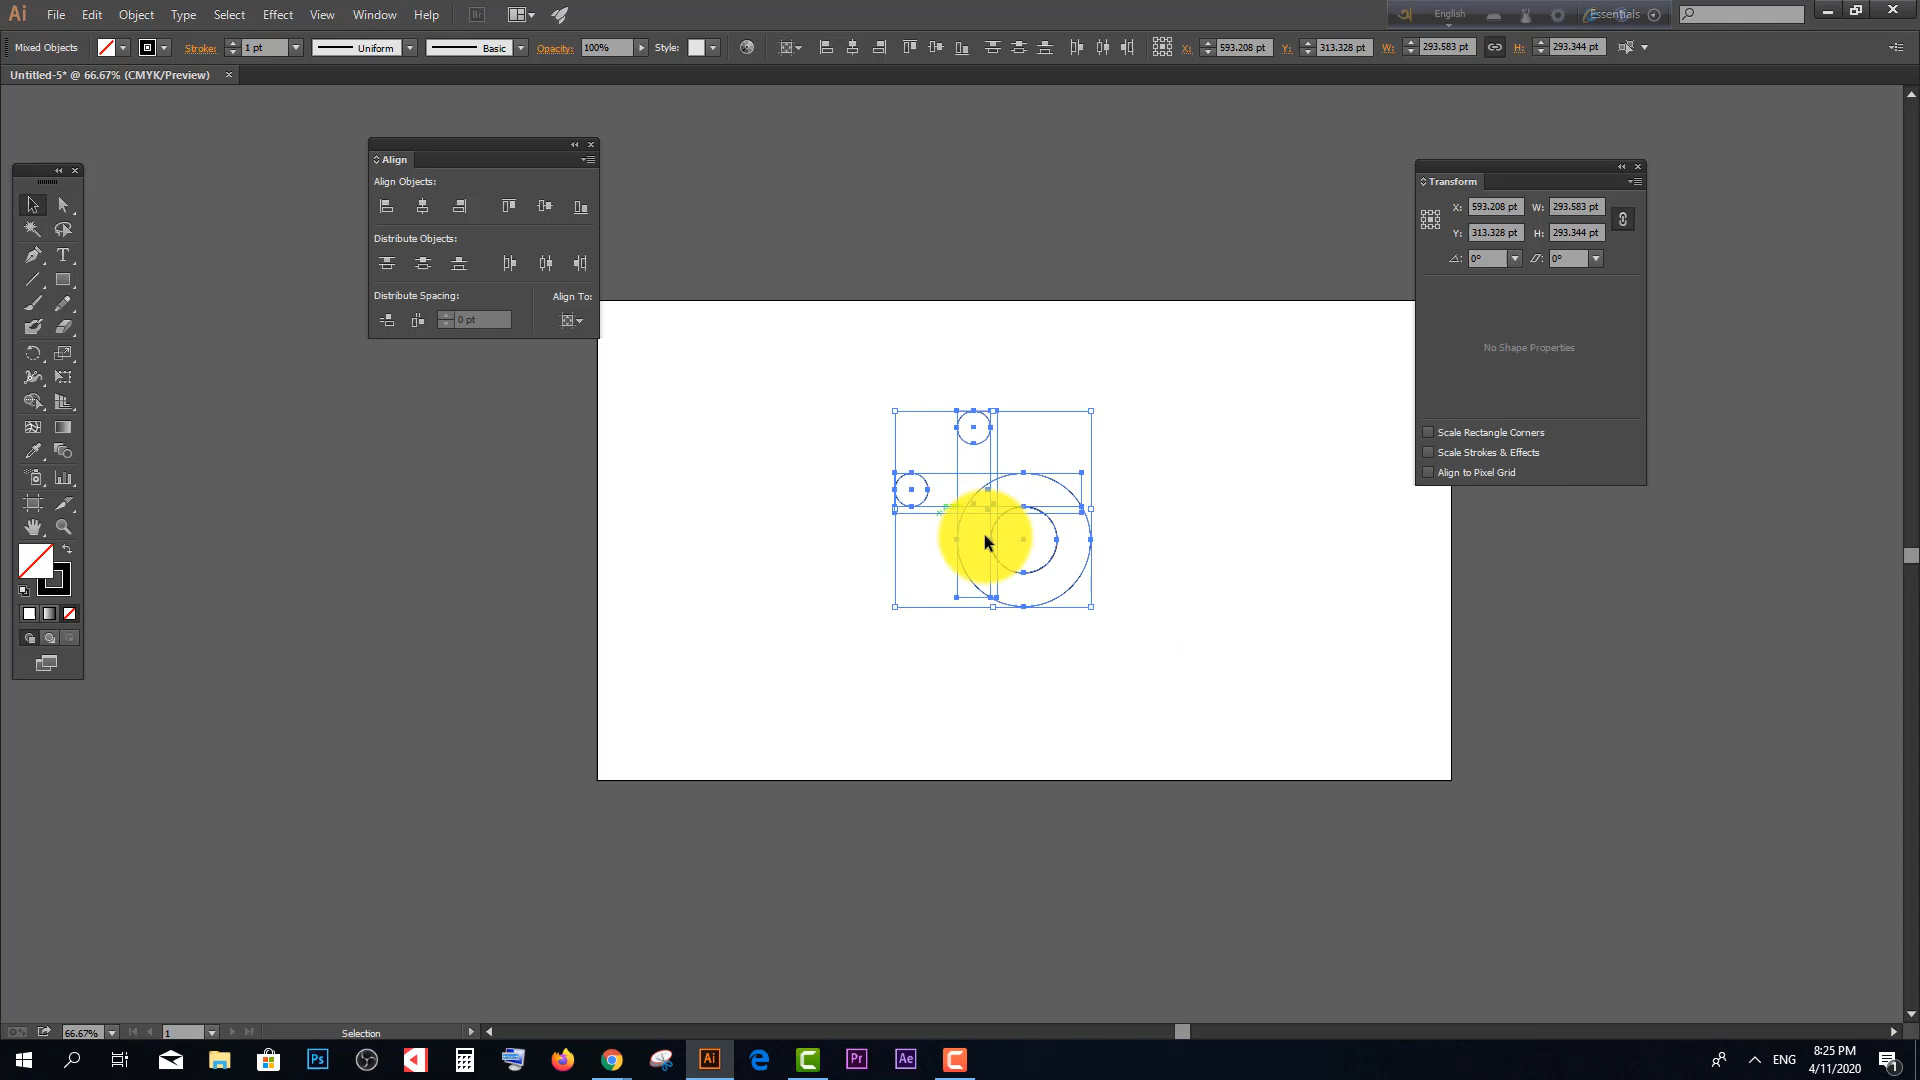 Ai File Edit Object Type Select Effect View Window Help Br English Essentials
Mixed Objects Stroke: 1 pt Uniform Basic Opacity: 100% Style: X: 593.208 pt Y: 313.328 pt W: 293.583 pt H: 293.344 pt
Untitled-5* @ 66.67% (CMYK/Preview)
Align
Align Objects:
Distribute Objects:
Distribute Spacing: Align To:
0 pt
Transform
X: 593.208 pt W: 293.583 pt
Y: 313.328 pt H: 293.344 pt
0° 0°
No Shape Properties
Scale Rectangle Corners
Scale Strokes & Effects
Align to Pixel Grid
T
66.67% 1 Selection
Ps Ai Pr Ae ENG
8:25 PM
4/11/2020
1